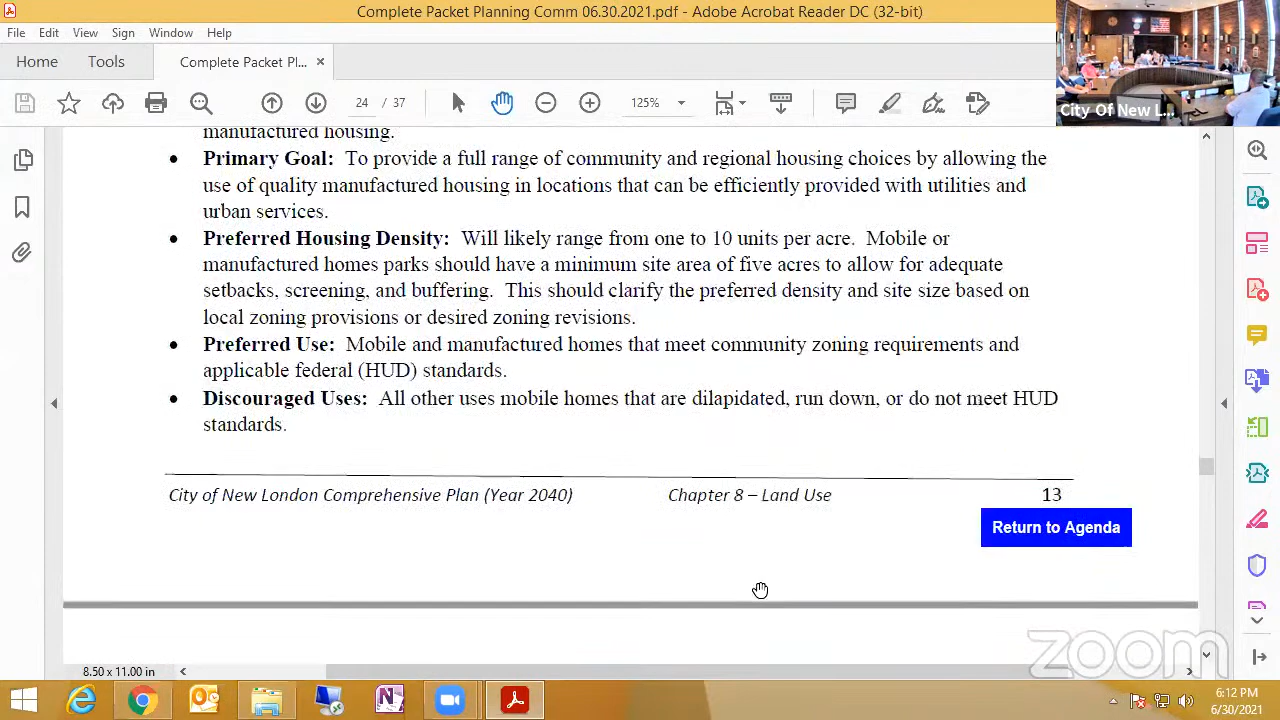 Complete Packet Planning Comm 06.30.2021.pdf - Adobe Acrobat Reader DC (32-bit)
File Edit View Sign Window Help
Home Tools Complete Packet Pl... ×
24 / 37 125%
City Of New L...
manufactured housing.
• Primary Goal: To provide a full range of community and regional housing choices by allowing the
use of quality manufactured housing in locations that can be efficiently provided with utilities and
urban services.
• Preferred Housing Density: Will likely range from one to 10 units per acre. Mobile or
manufactured homes parks should have a minimum site area of five acres to allow for adequate
setbacks, screening, and buffering. This should clarify the preferred density and site size based on
local zoning provisions or desired zoning revisions.
• Preferred Use: Mobile and manufactured homes that meet community zoning requirements and
applicable federal (HUD) standards.
• Discouraged Uses: All other uses mobile homes that are dilapidated, run down, or do not meet HUD
standards.
City of New London Comprehensive Plan (Year 2040) Chapter 8 – Land Use 13
Return to Agenda
zoom
8.50 x 11.00 in
6:12 PM
6/30/2021